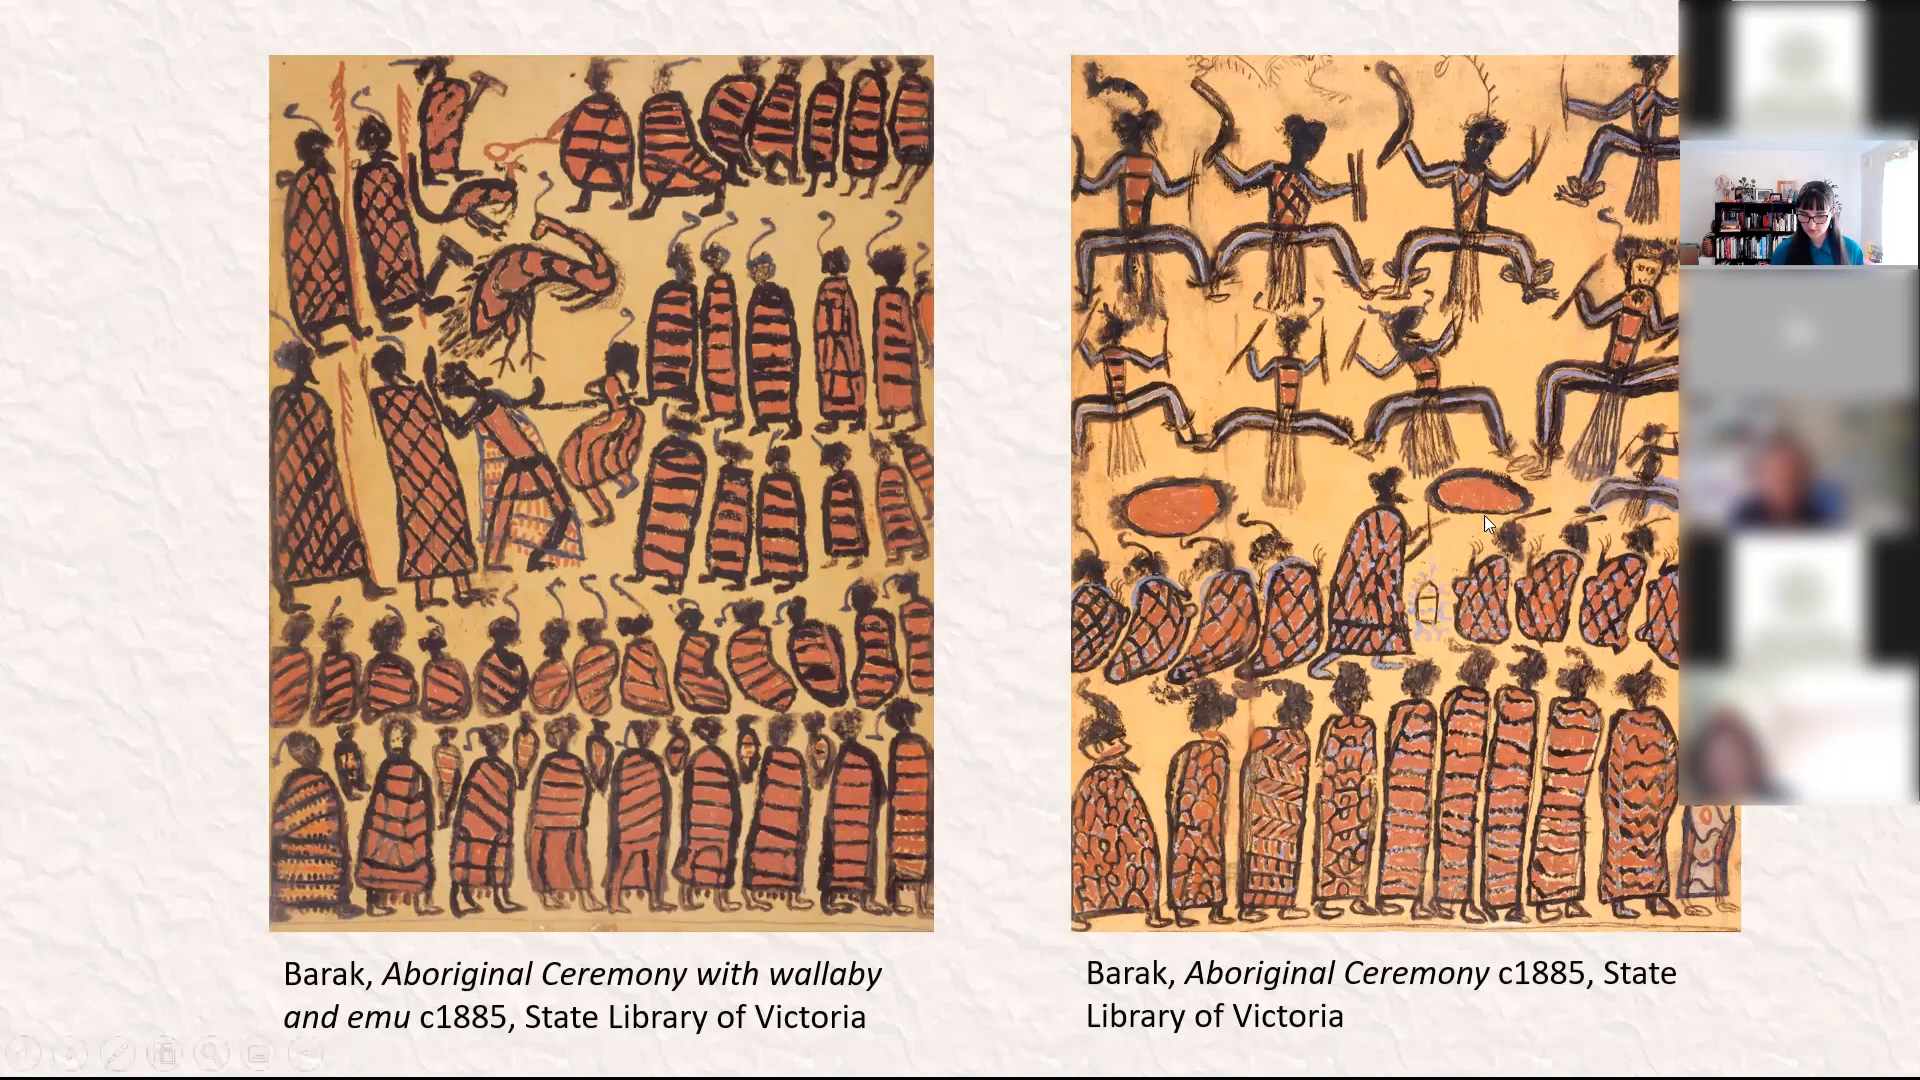 Barak, Aboriginal Ceremony with wallaby
and emu c1885, State Library of Victoria
Barak, Aboriginal Ceremony c1885, State
Library of Victoria